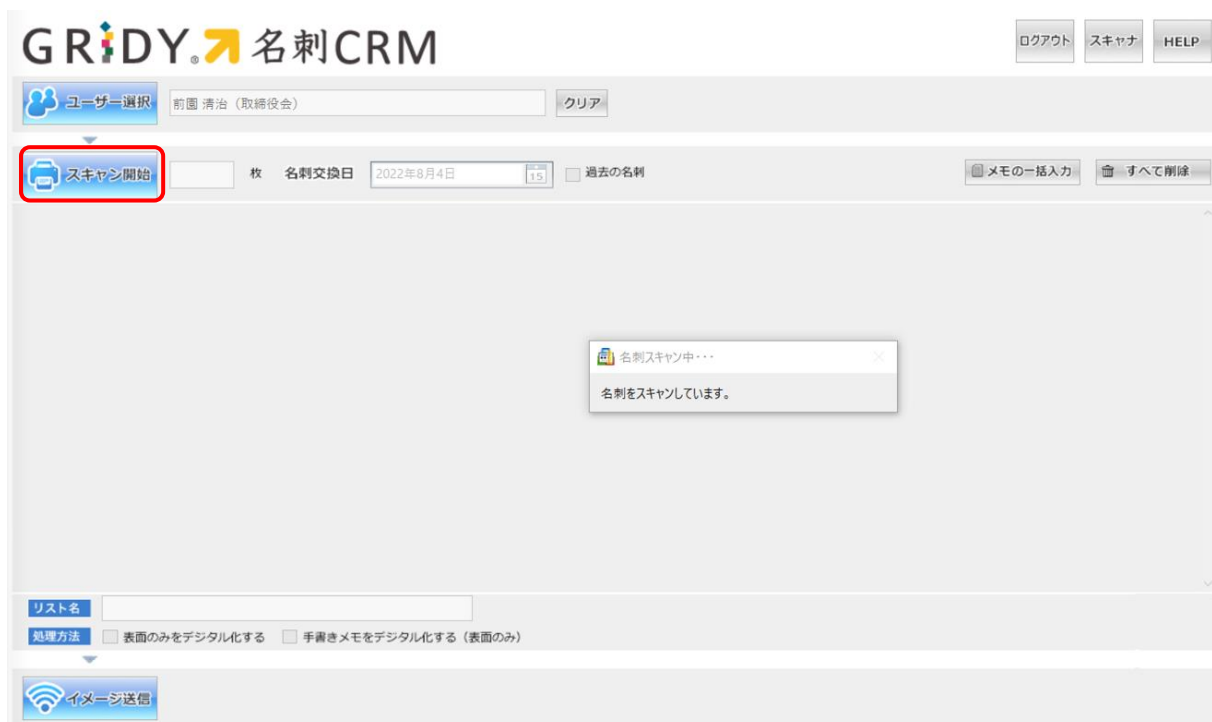 GRiDY® 名刺CRM
ログアウト スキャナ HELP
ユーザー選択 前園 清治（取締役会） クリア
スキャン開始 枚 名刺交換日 2022年8月4日 15 過去の名刺 メモの一括入力 すべて削除
名刺スキャン中・・・
名刺をスキャンしています。
リスト名
処理方法 表面のみをデジタル化する 手書きメモをデジタル化する（表面のみ）
イメージ送信